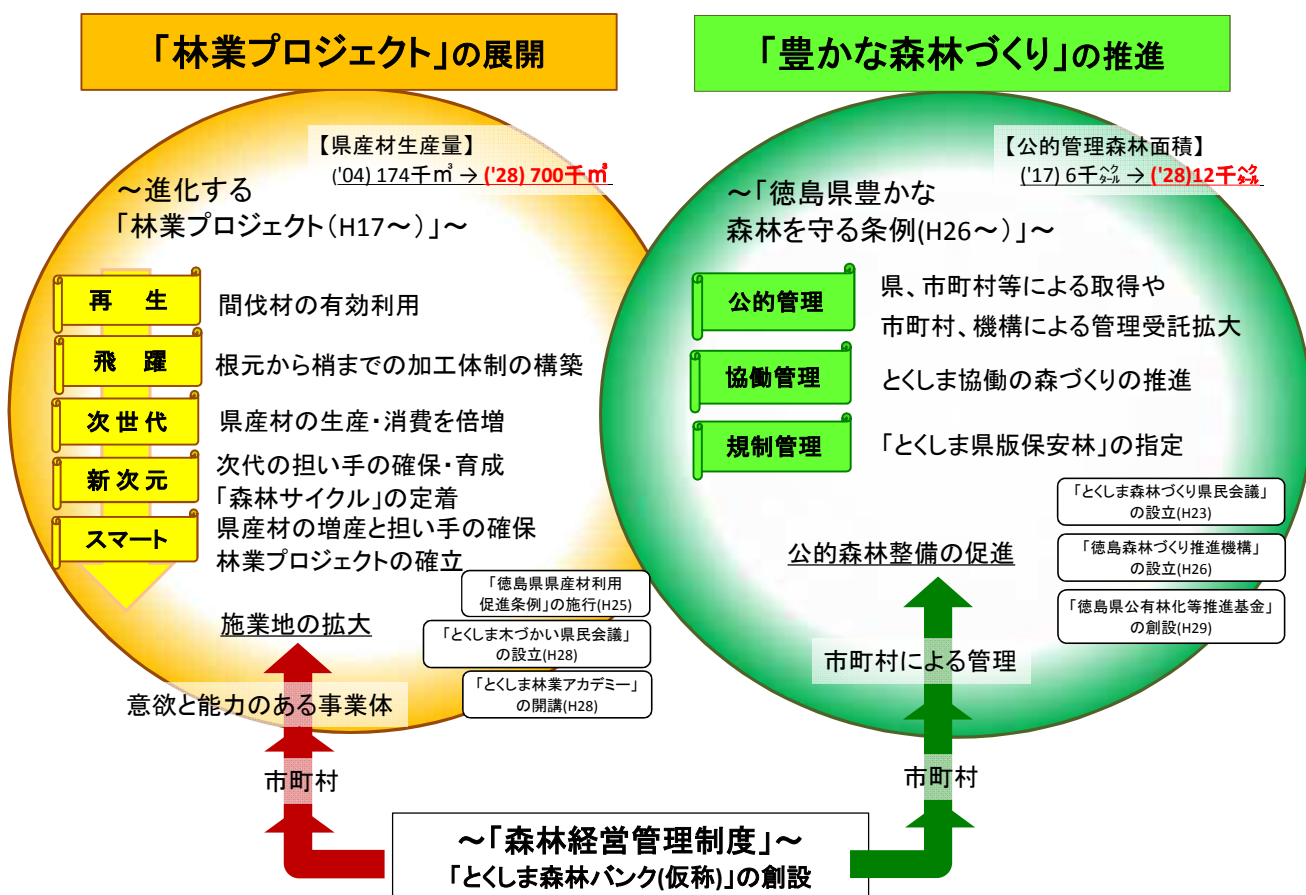 「林業プロジェクト」の展開
【県産材生産量】
('04) 174千㎥ → ('28) 700千㎥
～進化する
「林業プロジェクト(H17～)」～
再 生
間伐材の有効利用
飛 躍
根元から梢までの加工体制の構築
次世代
県産材の生産・消費を倍増
新次元
次代の担い手の確保・育成
「森林サイクル」の定着
スマート
県産材の増産と担い手の確保
林業プロジェクトの確立
「徳島県県産材利用
促進条例」の施行(H25)
「とくしま木づかい県民会議」
の設立(H28)
「とくしま林業アカデミー」
の開講(H28)
施業地の拡大
意欲と能力のある事業体
市町村
「豊かな森林づくり」の推進
【公的管理森林面積】
('17) 6千㌶ → ('28)12千㌶
～「徳島県豊かな
森林を守る条例(H26～)」～
公的管理
県、市町村等による取得や
市町村、機構による管理受託拡大
協働管理
とくしま協働の森づくりの推進
規制管理
「とくしま県版保安林」の指定
「とくしま森林づくり県民会議」
の設立(H23)
「徳島森林づくり推進機構」
の設立(H26)
「徳島県公有林化等推進基金」
の創設(H29)
公的森林整備の促進
市町村による管理
市町村
～「森林経営管理制度」～
「とくしま森林バンク(仮称)」の創設